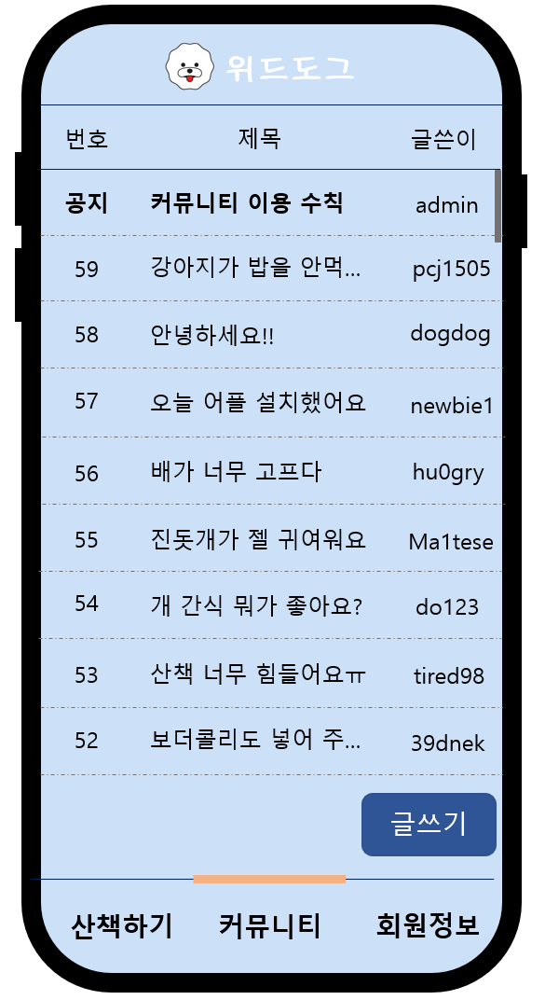 위드도그
번호 제목 글쓴이
공지 커뮤니티 이용 수칙 admin
59 강아지가 밥을 안먹... pcj1505
58 안녕하세요!! dogdog
57 오늘 어플 설치했어요 newbie1
56 배가 너무 고프다 hu0gry
55 진돗개가 젤 귀여워요 Ma1tese
54 개 간식 뭐가 좋아요? do123
53 산책 너무 힘들어요ㅠ tired98
52 보더콜리도 넣어 주... 39dnek
글쓰기
산책하기 커뮤니티 회원정보